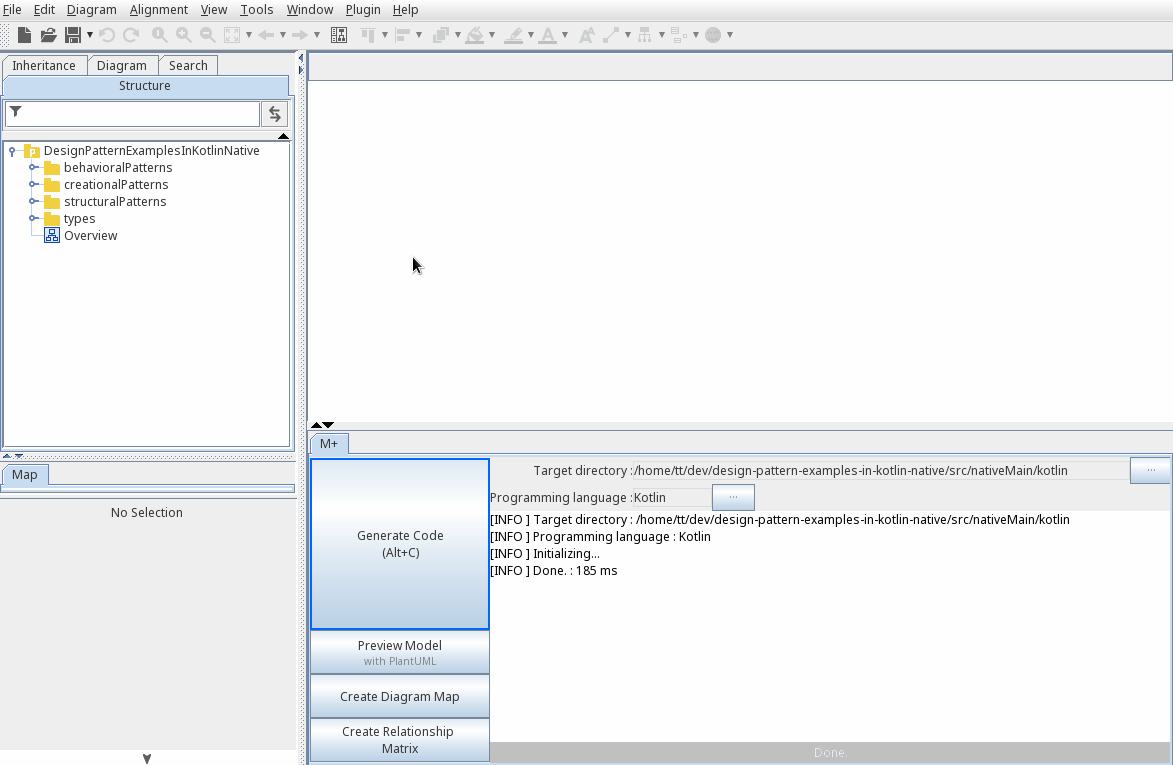 File Edit Diagram Alignment View Tools Window Plugin Help
Inheritance Diagram Search
Structure
DesignPatternExamplesInKotlinNative
behavioralPatterns
creationalPatterns
structuralPatterns
types
Overview
Map
No Selection
M+
Generate Code
(Alt+C)
Preview Model
with PlantUML
Create Diagram Map
Create Relationship
Matrix
Target directory : /home/tt/dev/design-pattern-examples-in-kotlin-native/src/nativeMain/kotlin ...
Programming language : Kotlin ...
[INFO ] Target directory : /home/tt/dev/design-pattern-examples-in-kotlin-native/src/nativeMain/kotlin
[INFO ] Programming language : Kotlin
[INFO ] Initializing...
[INFO ] Done. : 185 ms
Done.